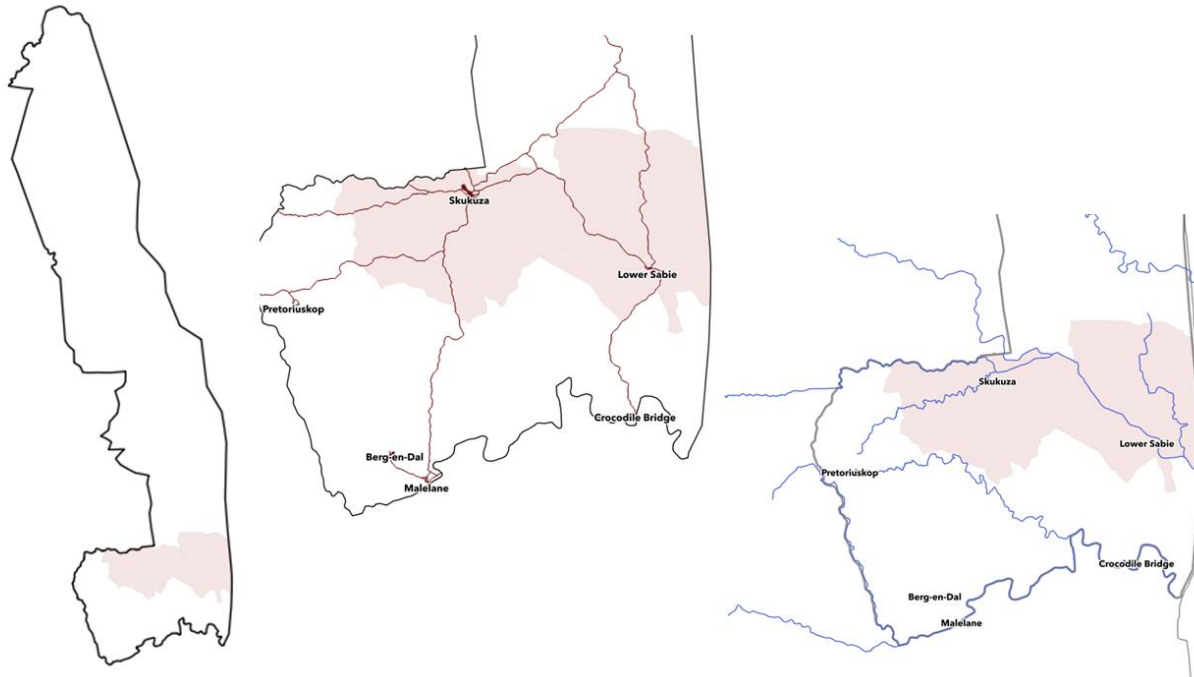 Skukuza
Lower Sabie
Pretoriuskop
Crocodile Bridge
Berg-en-Dal
Malelane
Skukuza
Lower Sabie
Pretoriuskop
Crocodile Bridge
Berg-en-Dal
Malelane